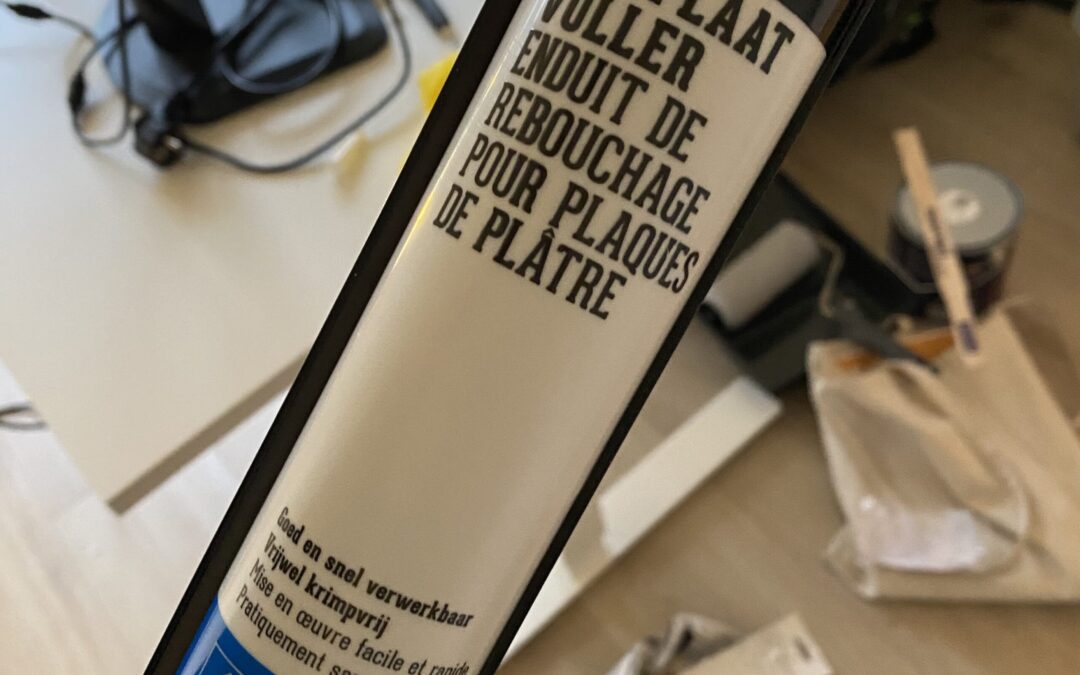 PLAAT
VULLER
ENDUIT DE
REBOUCHAGE
POUR PLAQUES
DE PLÂTRE
Goed en snel verwerkbaar
Vrijwel krimpvrij
Mise en œuvre facile et rapide
Pratiquement